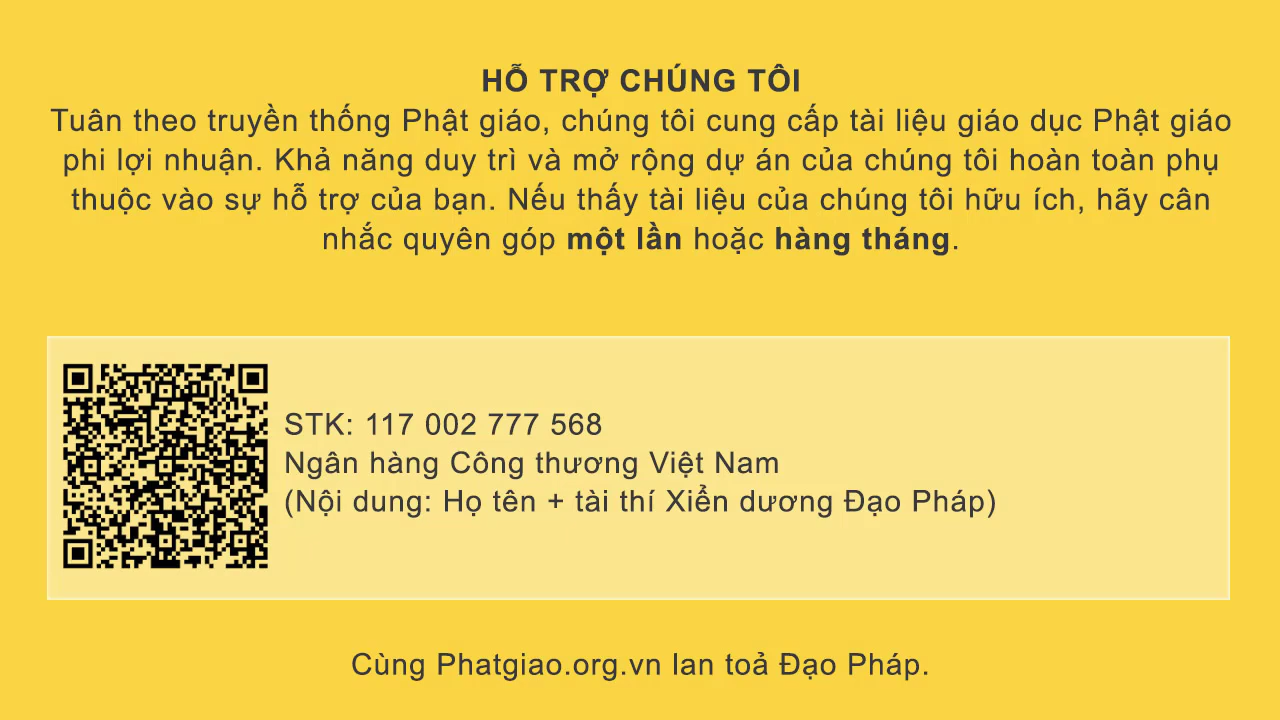 HỖ TRỢ CHÚNG TÔI
Tuân theo truyền thống Phật giáo, chúng tôi cung cấp tài liệu giáo dục Phật giáo
phi lợi nhuận. Khả năng duy trì và mở rộng dự án của chúng tôi hoàn toàn phụ
thuộc vào sự hỗ trợ của bạn. Nếu thấy tài liệu của chúng tôi hữu ích, hãy cân
nhắc quyên góp một lần hoặc hàng tháng.
STK: 117 002 777 568
Ngân hàng Công thương Việt Nam
(Nội dung: Họ tên + tài thí Xiển dương Đạo Pháp)
Cùng Phatgiao.org.vn lan toả Đạo Pháp.